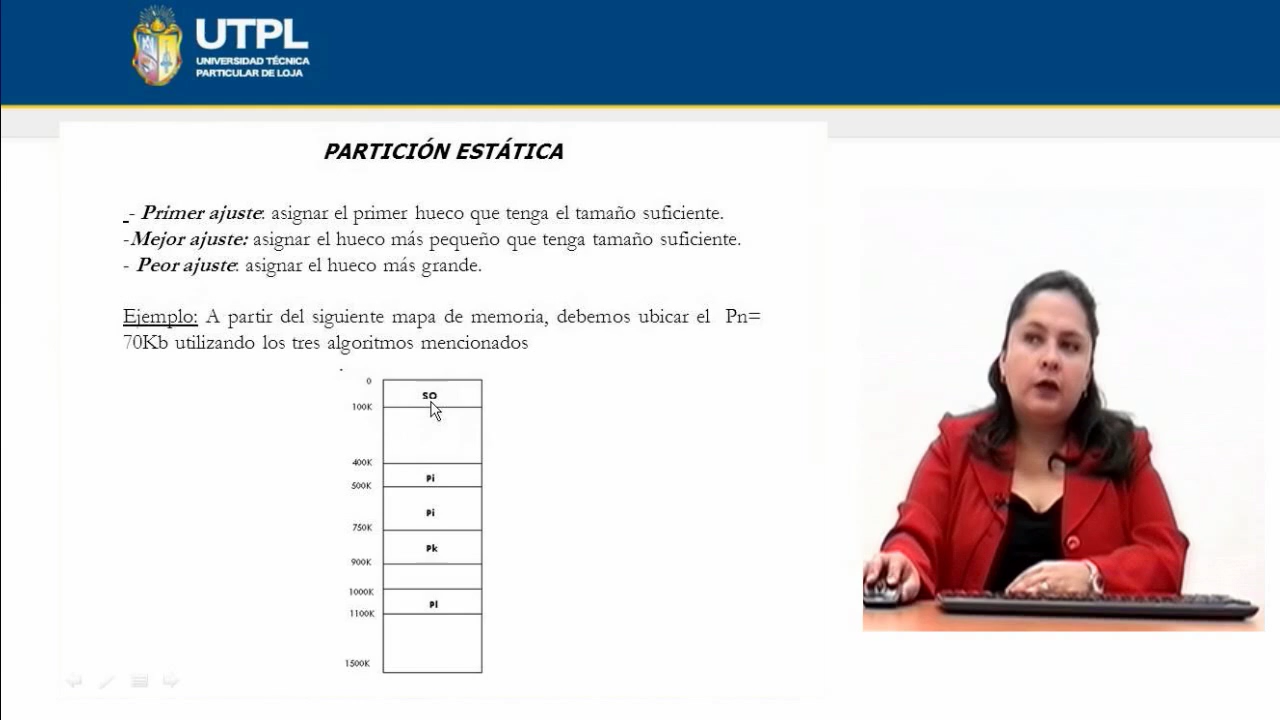 UTPL
UNIVERSIDAD TÉCNICA
PARTICULAR DE LOJA
PARTICIÓN ESTÁTICA
- Primer ajuste: asignar el primer hueco que tenga el tamaño suficiente.
-Mejor ajuste: asignar el hueco más pequeño que tenga tamaño suficiente.
- Peor ajuste: asignar el hueco más grande.
Ejemplo: A partir del siguiente mapa de memoria, debemos ubicar el Pn=
70Kb utilizando los tres algoritmos mencionados
0
SO
100K
400K
Pi
500K
Pi
750K
Pk
900K
1000K
Pl
1100K
1500K